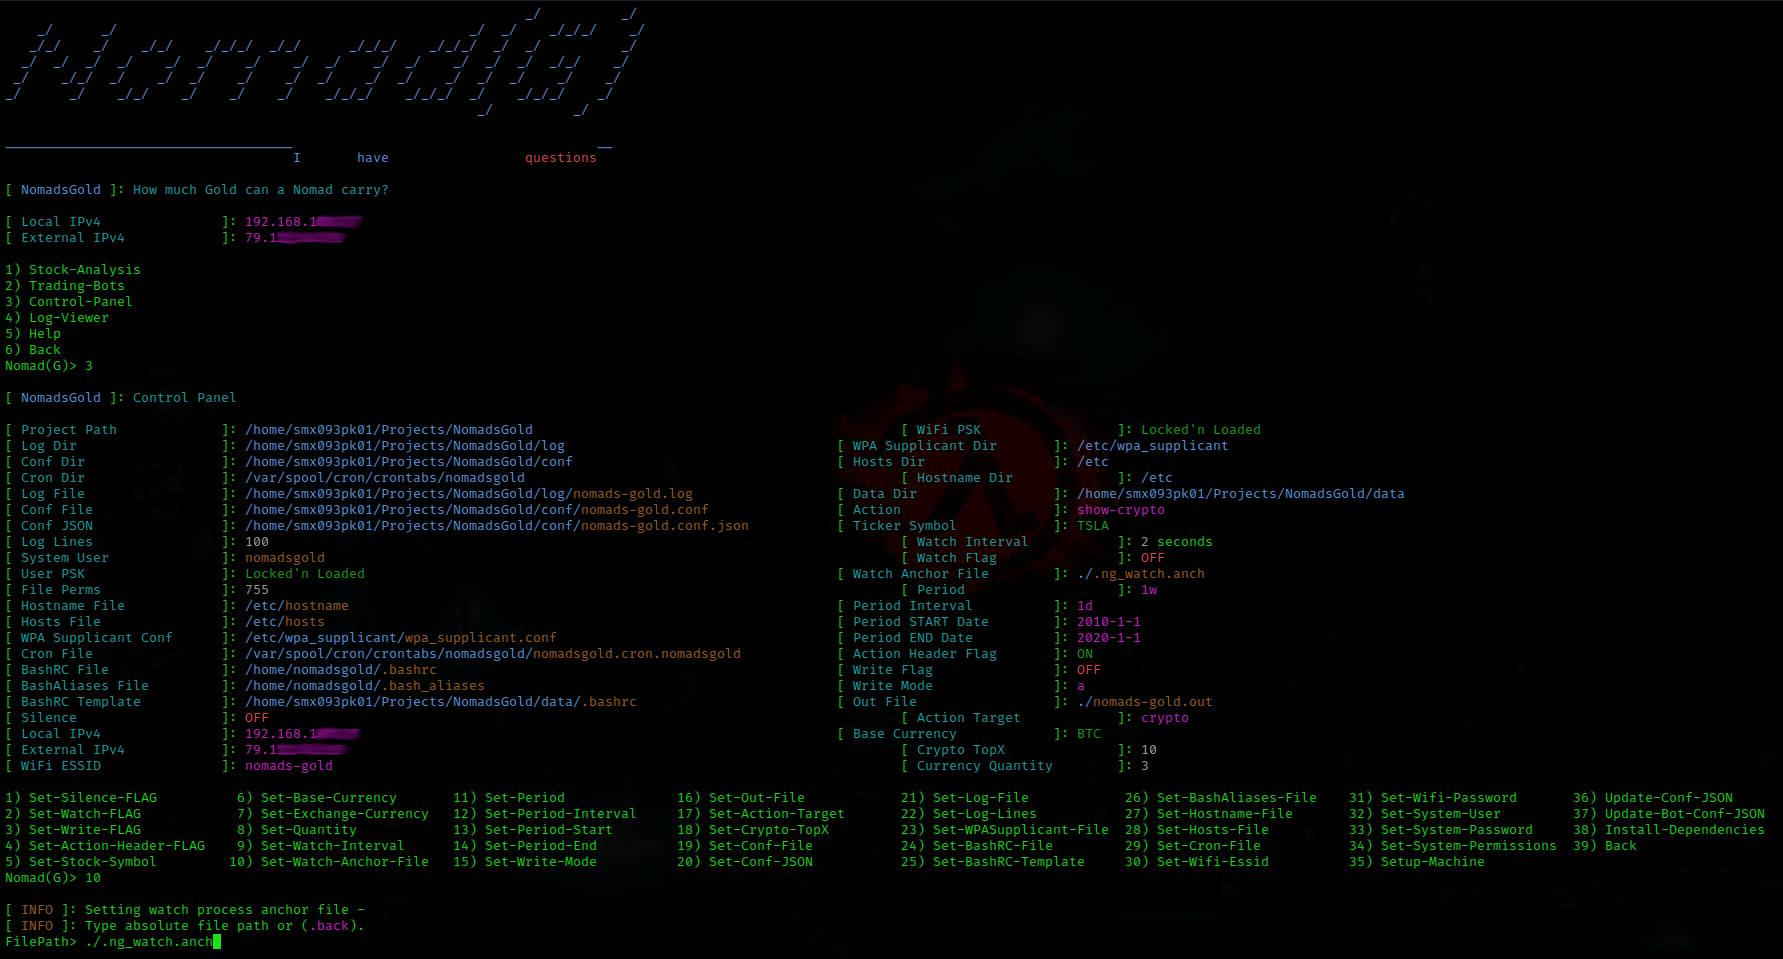 I have questions
[ NomadsGold ]: How much Gold can a Nomad carry?
[ Local IPv4 ]: 192.168.1
[ External IPv4 ]: 79.1
1) Stock-Analysis
2) Trading-Bots
3) Control-Panel
4) Log-Viewer
5) Help
6) Back
Nomad(G)> 3
[ NomadsGold ]: Control Panel
[ Project Path ]: /home/smx093pk01/Projects/NomadsGold [ WiFi PSK ]: Locked'n Loaded
[ Log Dir ]: /home/smx093pk01/Projects/NomadsGold/log [ WPA Supplicant Dir ]: /etc/wpa_supplicant
[ Conf Dir ]: /home/smx093pk01/Projects/NomadsGold/conf [ Hosts Dir ]: /etc
[ Cron Dir ]: /var/spool/cron/crontabs/nomadsgold [ Hostname Dir ]: /etc
[ Log File ]: /home/smx093pk01/Projects/NomadsGold/log/nomads-gold.log [ Data Dir ]: /home/smx093pk01/Projects/NomadsGold/data
[ Conf File ]: /home/smx093pk01/Projects/NomadsGold/conf/nomads-gold.conf [ Action ]: show-crypto
[ Conf JSON ]: /home/smx093pk01/Projects/NomadsGold/conf/nomads-gold.conf.json [ Ticker Symbol ]: TSLA
[ Log Lines ]: 100 [ Watch Interval ]: 2 seconds
[ System User ]: nomadsgold [ Watch Flag ]: OFF
[ User PSK ]: Locked'n Loaded [ Watch Anchor File ]: ./.ng_watch.anch
[ File Perms ]: 755 [ Period ]: 1w
[ Hostname File ]: /etc/hostname [ Period Interval ]: 1d
[ Hosts File ]: /etc/hosts [ Period START Date ]: 2010-1-1
[ WPA Supplicant Conf ]: /etc/wpa_supplicant/wpa_supplicant.conf [ Period END Date ]: 2020-1-1
[ Cron File ]: /var/spool/cron/crontabs/nomadsgold/nomadsgold.cron.nomadsgold [ Action Header Flag ]: ON
[ BashRC File ]: /home/nomadsgold/.bashrc [ Write Flag ]: OFF
[ BashAliases File ]: /home/nomadsgold/.bash_aliases [ Write Mode ]: a
[ BashRC Template ]: /home/smx093pk01/Projects/NomadsGold/data/.bashrc [ Out File ]: ./nomads-gold.out
[ Silence ]: OFF [ Action Target ]: crypto
[ Local IPv4 ]: 192.168.1 [ Base Currency ]: BTC
[ External IPv4 ]: 79.1 [ Crypto TopX ]: 10
[ WiFi ESSID ]: nomads-gold [ Currency Quantity ]: 3
1) Set-Silence-FLAG 6) Set-Base-Currency 11) Set-Period 16) Set-Out-File 21) Set-Log-File 26) Set-BashAliases-File 31) Set-Wifi-Password 36) Update-Conf-JSON
2) Set-Watch-FLAG 7) Set-Exchange-Currency 12) Set-Period-Interval 17) Set-Action-Target 22) Set-Log-Lines 27) Set-Hostname-File 32) Set-System-User 37) Update-Bot-Conf-JSON
3) Set-Write-FLAG 8) Set-Quantity 13) Set-Period-Start 18) Set-Crypto-TopX 23) Set-WPASupplicant-File 28) Set-Hosts-File 33) Set-System-Password 38) Install-Dependencies
4) Set-Action-Header-FLAG 9) Set-Watch-Interval 14) Set-Period-End 19) Set-Conf-File 24) Set-BashRC-File 29) Set-Cron-File 34) Set-System-Permissions 39) Back
5) Set-Stock-Symbol 10) Set-Watch-Anchor-File 15) Set-Write-Mode 20) Set-Conf-JSON 25) Set-BashRC-Template 30) Set-Wifi-Essid 35) Setup-Machine
Nomad(G)> 10
[ INFO ]: Setting watch process anchor file -
[ INFO ]: Type absolute file path or (.back).
FilePath> ./.ng_watch.anch